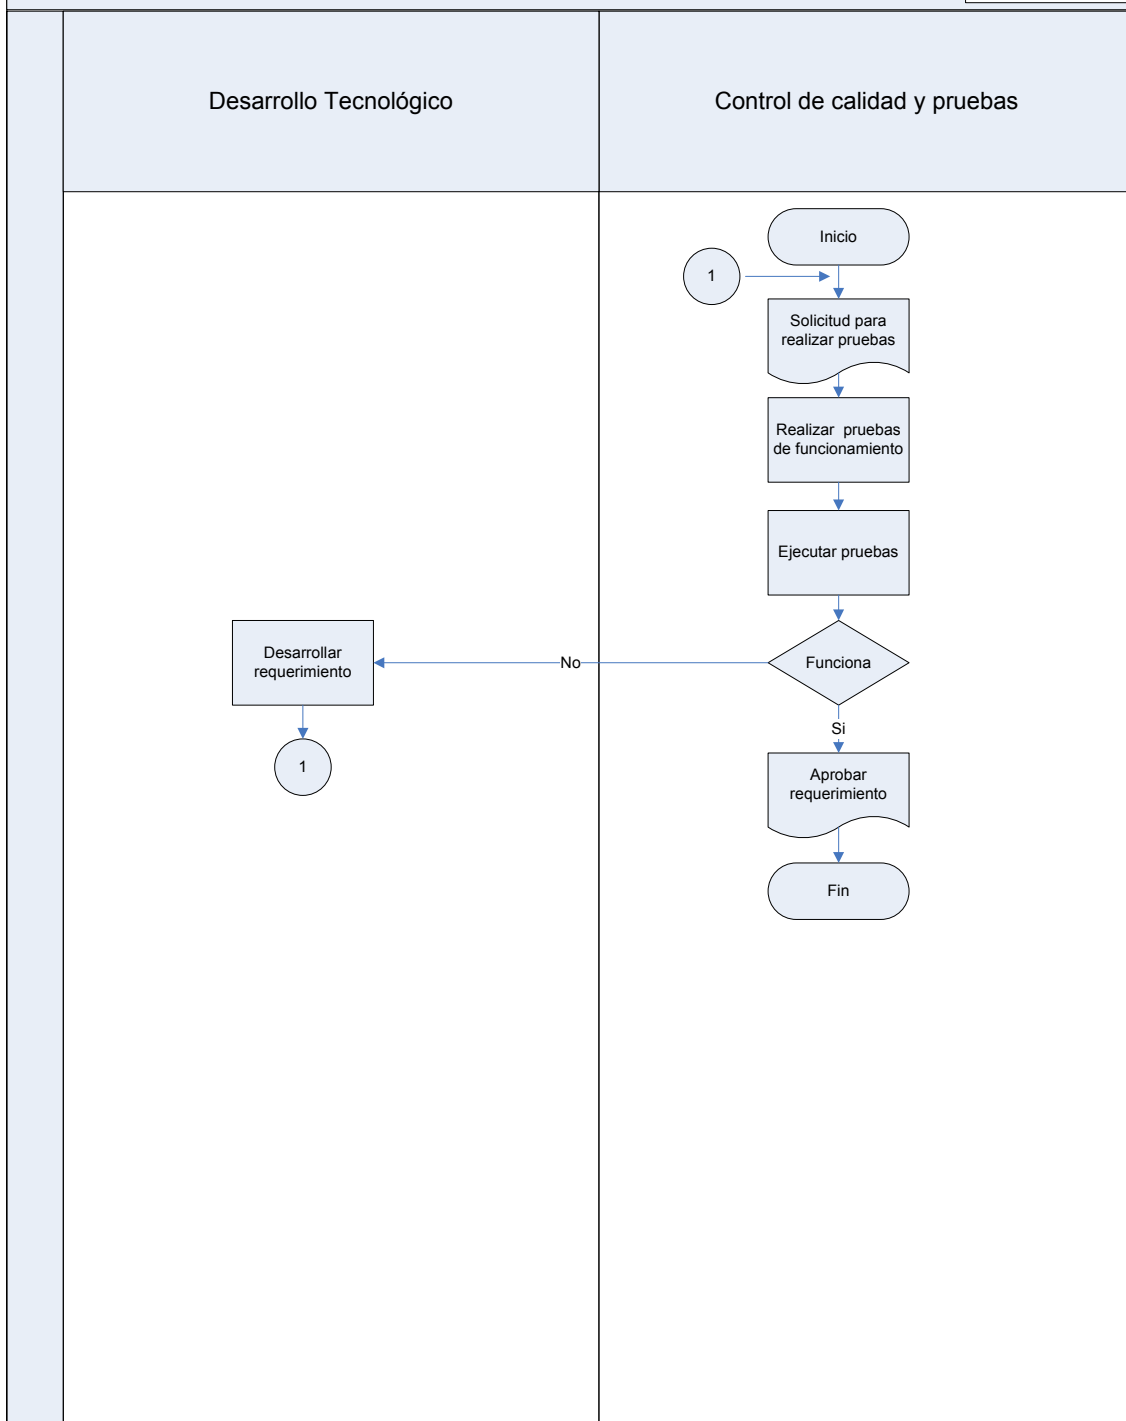 Desarrollo Tecnológico
Control de calidad y pruebas
Inicio
1
Solicitud para
realizar pruebas
Realizar pruebas
de funcionamiento
Ejecutar pruebas
Desarrollar
requerimiento
No
Funciona
Si
1
Aprobar
requerimiento
Fin